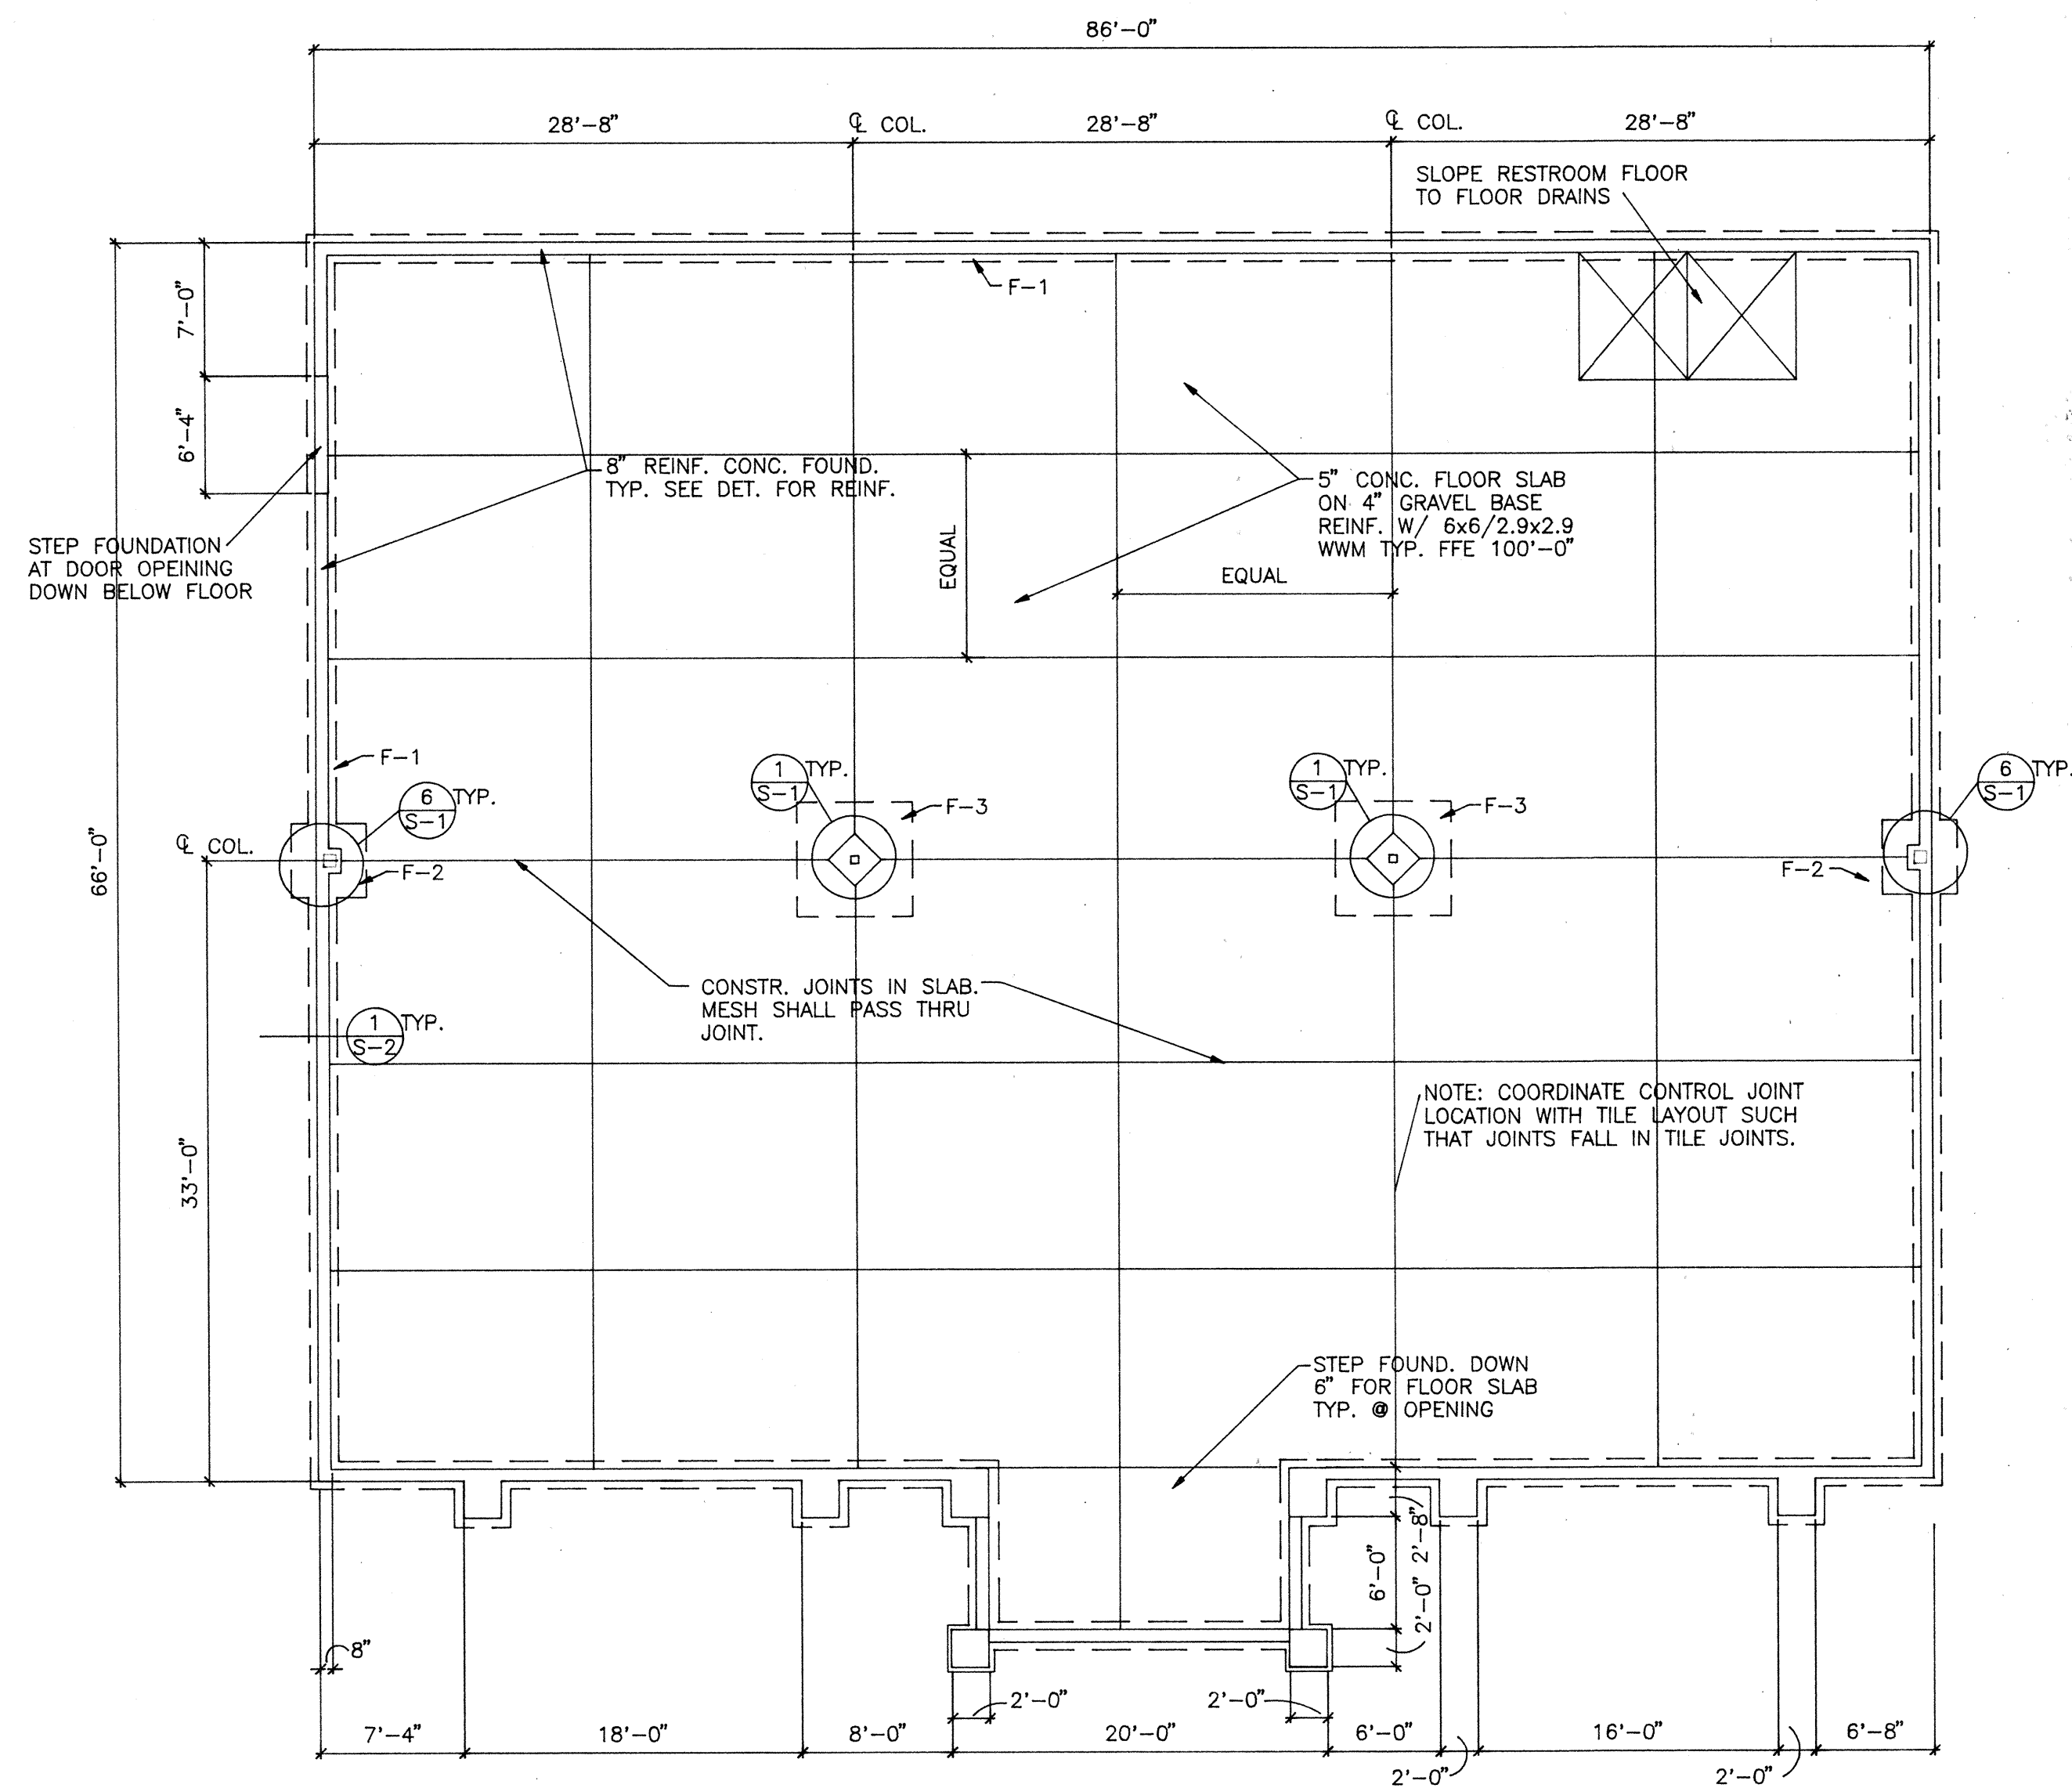 86'-0"
28'-8"
℄ COL.
28'-8"
℄ COL.
28'-8"
SLOPE RESTROOM FLOOR
TO FLOOR DRAINS
7'-0"
F-1
6'-4"
8" REINF. CONC. FOUND.
TYP. SEE DET. FOR REINF.
5" CONC. FLOOR SLAB
ON 4" GRAVEL BASE
REINF. W/ 6x6/2.9x2.9
WWM TYP. FFE 100'-0"
STEP FOUNDATION
AT DOOR OPEINING
DOWN BELOW FLOOR
EQUAL
EQUAL
F-1
6
S-1
TYP.
1
S-1
TYP.
F-3
1
S-1
TYP.
F-3
6
S-1
TYP.
66'-0"
℄ COL.
F-2
F-2
CONSTR. JOINTS IN SLAB.
MESH SHALL PASS THRU
JOINT.
1
S-2
TYP.
NOTE: COORDINATE CONTROL JOINT
LOCATION WITH TILE LAYOUT SUCH
THAT JOINTS FALL IN TILE JOINTS.
33'-0"
STEP FOUND. DOWN
6" FOR FLOOR SLAB
TYP. @ OPENING
2'-8"
6'-0"
2'-0"
8"
2'-0"
2'-0"
7'-4"
18'-0"
8'-0"
20'-0"
6'-0"
2'-0"
16'-0"
2'-0"
6'-8"